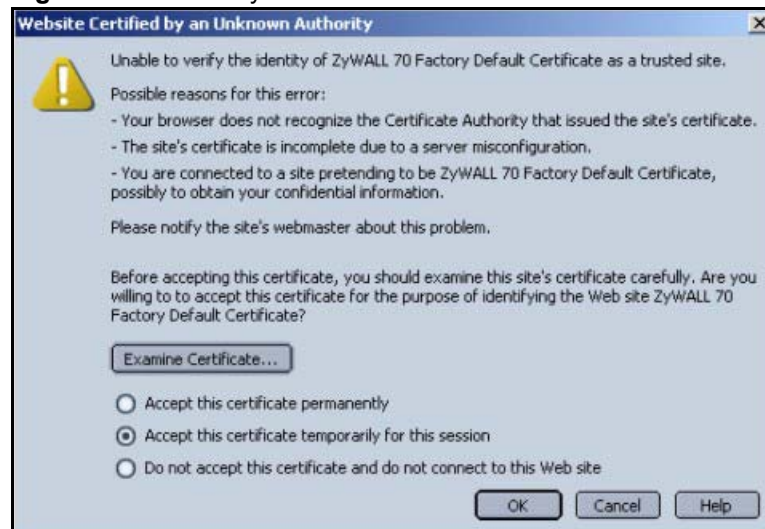 Website Certified by an Unknown Authority
Unable to verify the identity of ZyWALL 70 Factory Default Certificate as a trusted site.
Possible reasons for this error:
- Your browser does not recognize the Certificate Authority that issued the site's certificate.
- The site's certificate is incomplete due to a server misconfiguration.
- You are connected to a site pretending to be ZyWALL 70 Factory Default Certificate,
possibly to obtain your confidential information.
Please notify the site's webmaster about this problem.
Before accepting this certificate, you should examine this site's certificate carefully. Are you
willing to to accept this certificate for the purpose of identifying the Web site ZyWALL 70
Factory Default Certificate?
Examine Certificate...
Accept this certificate permanently
Accept this certificate temporarily for this session
Do not accept this certificate and do not connect to this Web site
OK Cancel Help